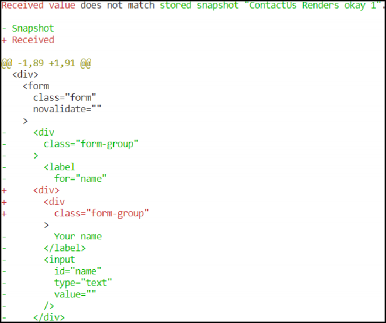 Received value does not match stored snapshot "ContactUs Renders okay 1".
- Snapshot
+ Received
@@ -1,89 +1,91 @@
  <div>
    <form
      class="form"
      novalidate=""
    >
-     <div
-       class="form-group"
-     >
-       <label
-         for="name"
+     <div>
+       <div
+         class="form-group"
        >
-         Your name
-       </label>
-       <input
-         id="name"
-         type="text"
-         value=""
-       />
-     </div>